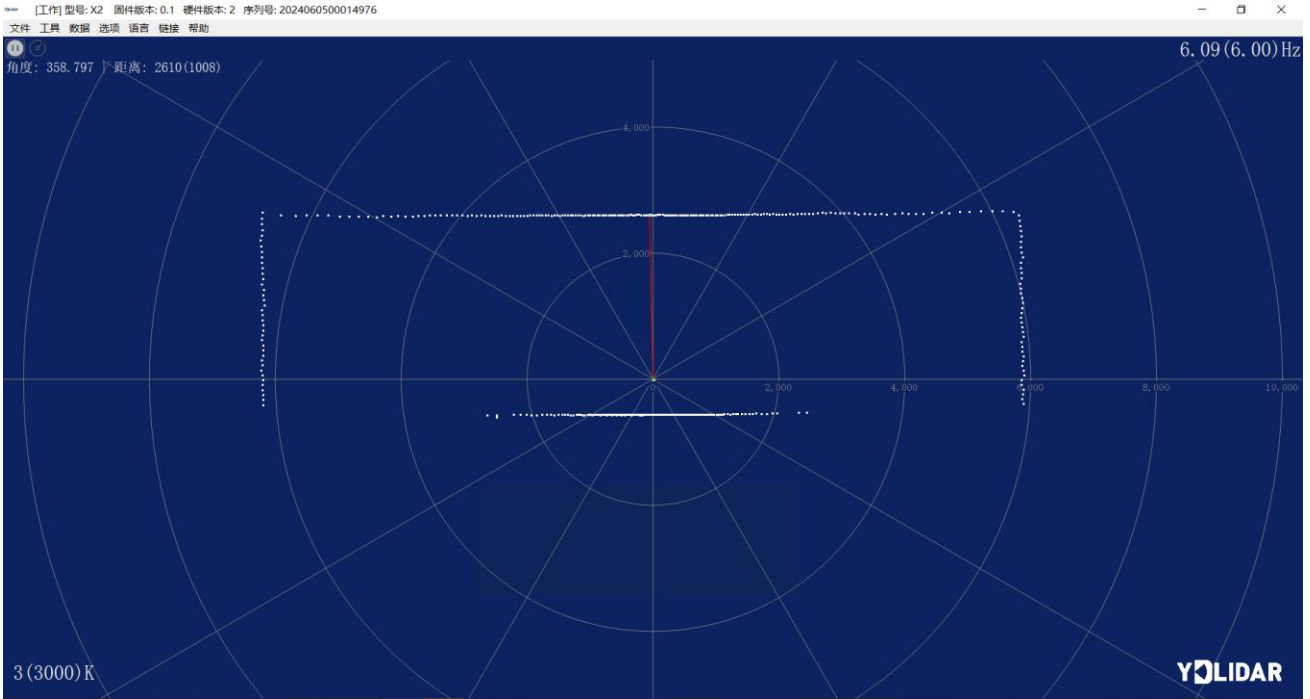 [工作] 型号: X2 固件版本: 0.1 硬件版本: 2 序列号: 2024060500014976
文件 工具 数据 选项 语言 链接 帮助
6.09(6.00)Hz
角度: 358.797 距离: 2610(1008)
4,000
2,000
0 2,000 4,000 6,000 8,000 10,000
3(3000)K
YDLIDAR